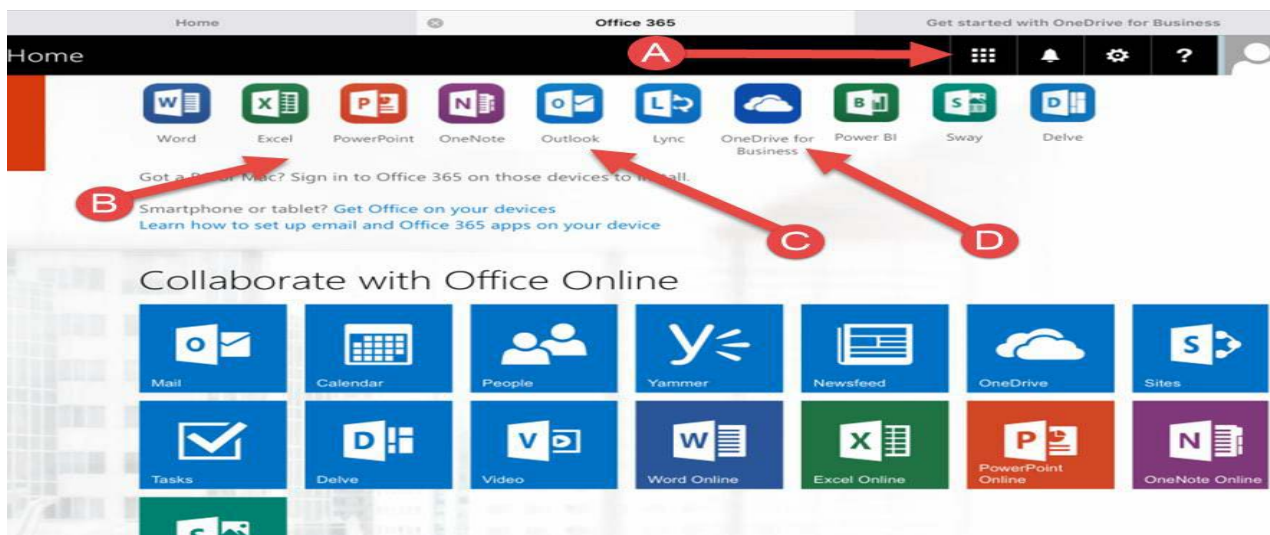 Home Office 365 Get started with OneDrive for Business
Home A ?
Word Excel PowerPoint OneNote Outlook Lync OneDrive for Business Power BI Sway Delve
Got a or Mac? Sign in to Office 365 on those devices to
B
Smartphone or tablet? Get Office on your devices
Learn how to set up email and Office 365 apps on your device
C D
Collaborate with Office Online
Mail Calendar People Yammer Newsfeed OneDrive Sites
Tasks Delve Video Word Online Excel Online PowerPoint Online OneNote Online